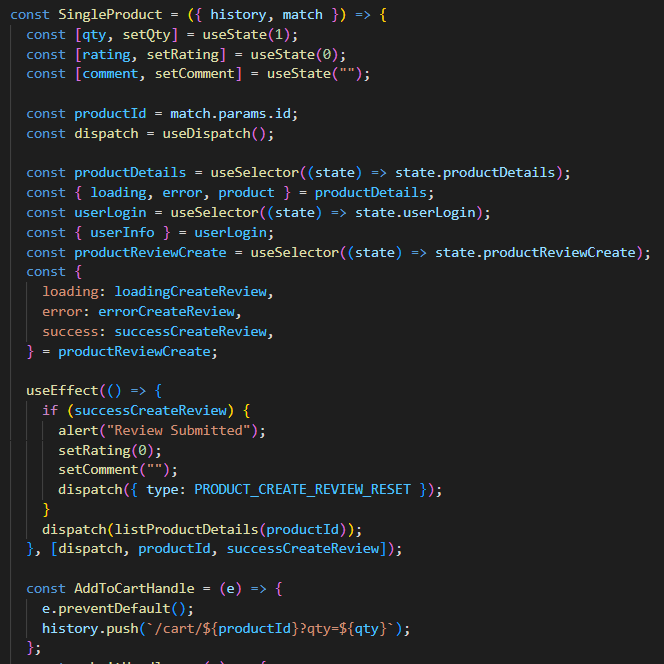 const SingleProduct = ({ history, match }) => {
const [qty, setQty] = useState(1);
const [rating, setRating] = useState(0);
const [comment, setComment] = useState("");
const productId = match.params.id;
const dispatch = useDispatch();
const productDetails = useSelector((state) => state.productDetails);
const { loading, error, product } = productDetails;
const userLogin = useSelector((state) => state.userLogin);
const { userInfo } = userLogin;
const productReviewCreate = useSelector((state) => state.productReviewCreate);
const {
loading: loadingCreateReview,
error: errorCreateReview,
success: successCreateReview,
} = productReviewCreate;
useEffect(() => {
if (successCreateReview) {
alert("Review Submitted");
setRating(0);
setComment("");
dispatch({ type: PRODUCT_CREATE_REVIEW_RESET });
}
dispatch(listProductDetails(productId));
}, [dispatch, productId, successCreateReview]);
const AddToCartHandle = (e) => {
e.preventDefault();
history.push(`/cart/${productId}?qty=${qty}`);
};